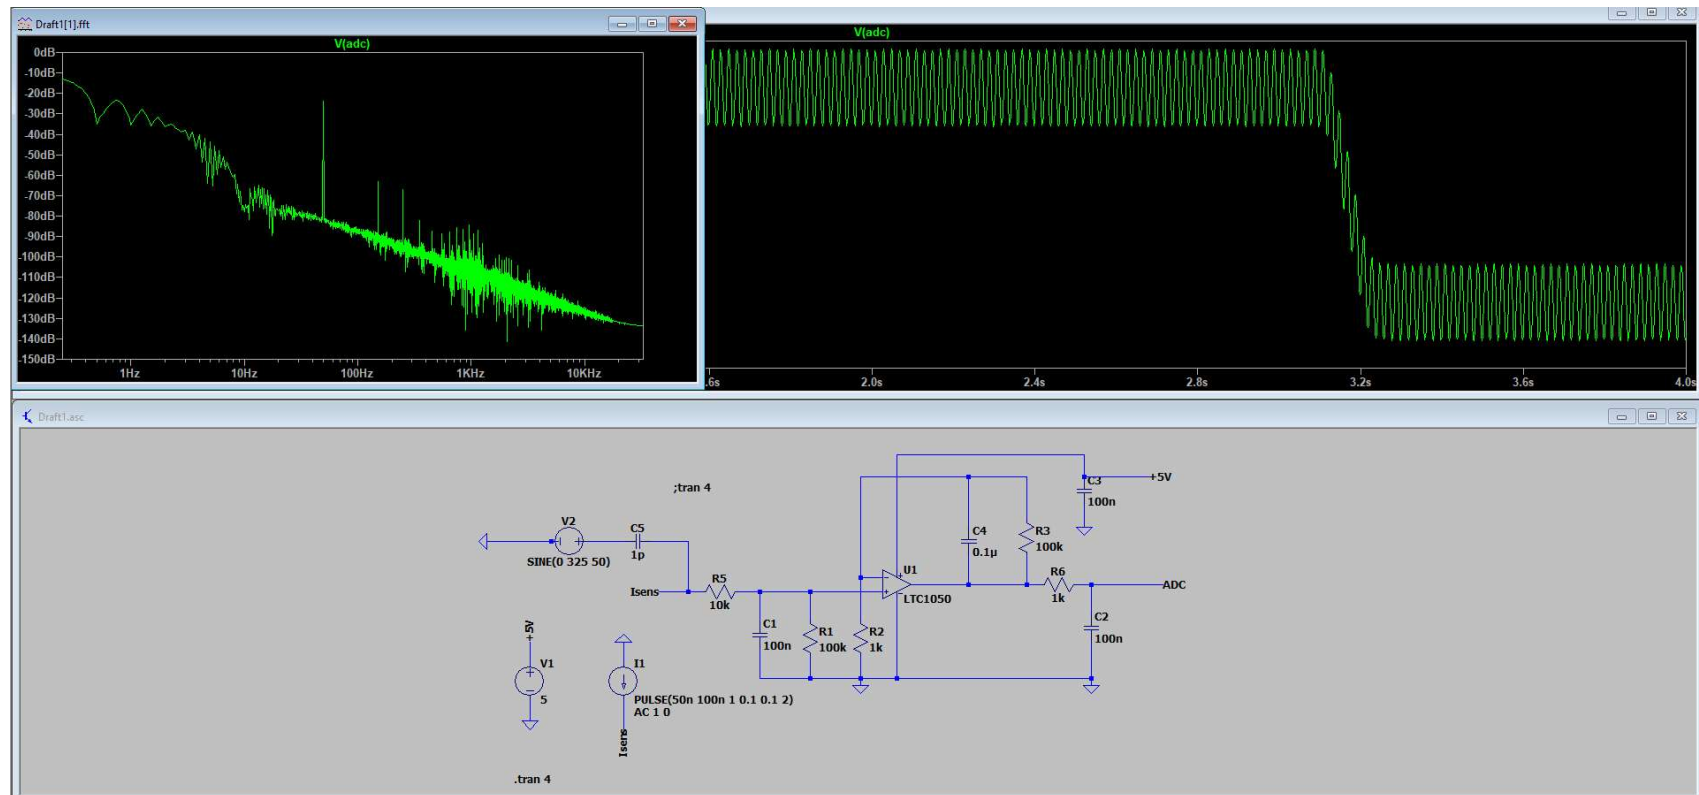 Draft1[1].fft
V(adc)
0dB
-10dB
-20dB
-30dB
-40dB
-50dB
-60dB
-70dB
-80dB
-90dB
-100dB
-110dB
-120dB
-130dB
-140dB
-150dB
1Hz
10Hz
100Hz
1KHz
10KHz
V(adc)
.6s
2.0s
2.4s
2.8s
3.2s
3.6s
4.0s
Draft1.asc
;tran 4
+5V
C3
100n
V2
SINE(0 325 50)
C5
1p
C4
0.1µ
R3
100k
Isens
R5
10k
U1
LTC1050
R6
1k
ADC
C1
100n
R1
100k
R2
1k
C2
100n
+5V
V1
5
I1
PULSE(50n 100n 1 0.1 0.1 2)
AC 1 0
Isens
.tran 4